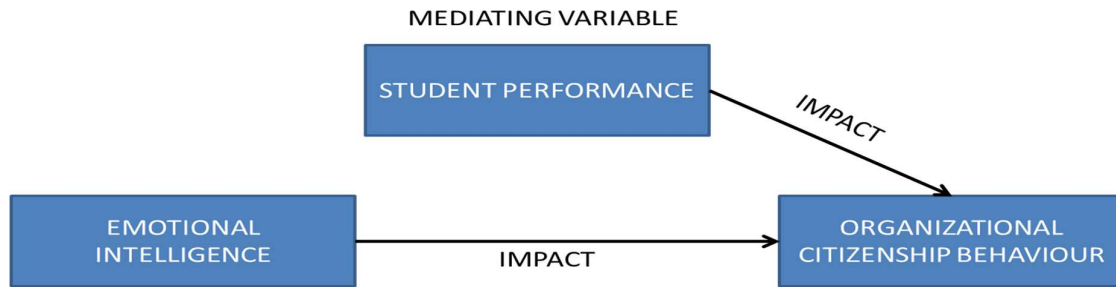 MEDIATING VARIABLE
STUDENT PERFORMANCE
IMPACT
EMOTIONAL
INTELLIGENCE
IMPACT
ORGANIZATIONAL
CITIZENSHIP BEHAVIOUR